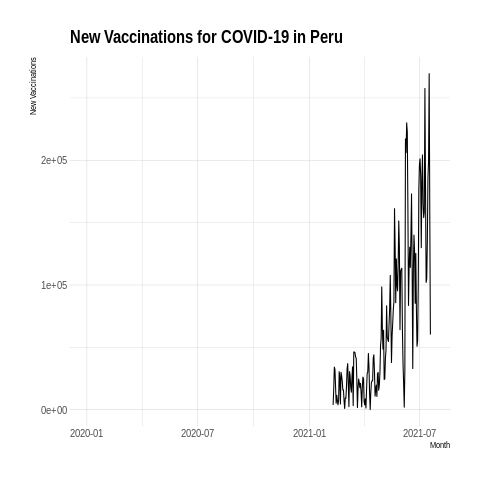 New Vaccinations for COVID-19 in Peru
New Vaccinations
2e+05
1e+05
0e+00
2020-01 2020-07 2021-01 2021-07
Month